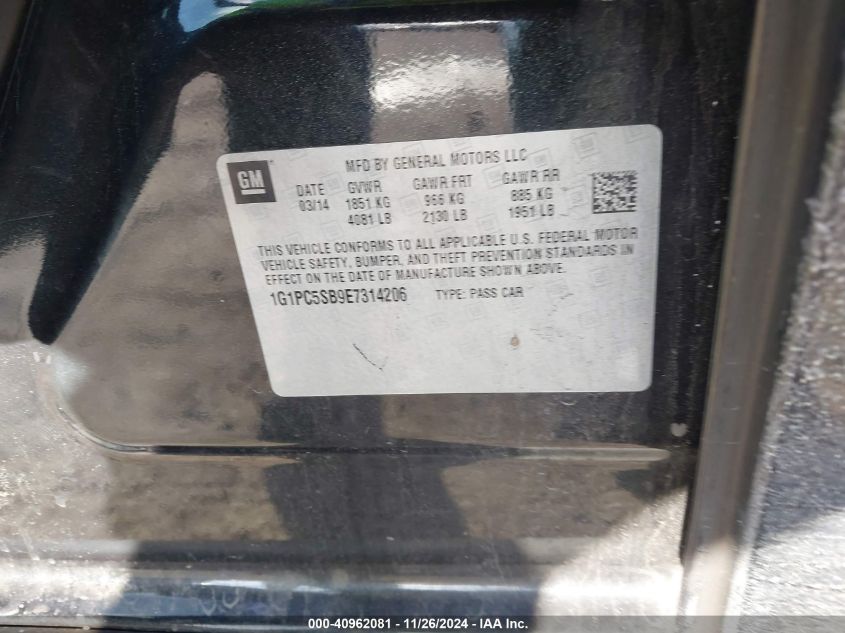 GM
MFD BY GENERAL MOTORS LLC
DATE GVWR GAWR FRT GAWR RR
03/14 1851 KG 966 KG 885 KG
4081 LB 2130 LB 1951 LB
THIS VEHICLE CONFORMS TO ALL APPLICABLE U.S. FEDERAL MOTOR
VEHICLE SAFETY, BUMPER, AND THEFT PREVENTION STANDARDS IN
EFFECT ON THE DATE OF MANUFACTURE SHOWN ABOVE.
1G1PC5SB9E7314206 TYPE: PASS CAR
000-40962081 - 11/26/2024 - IAA Inc.